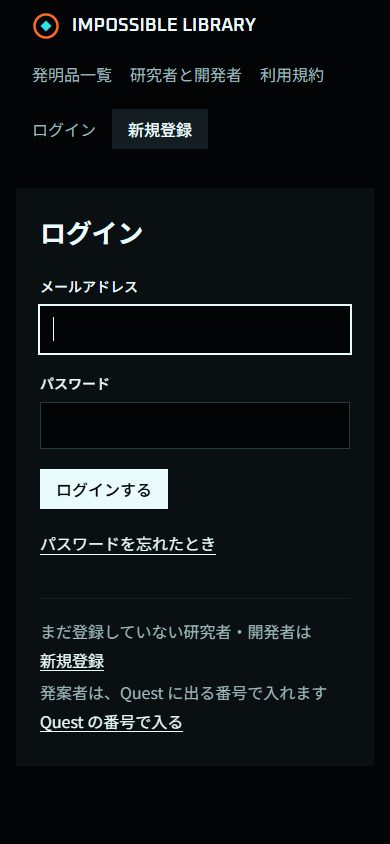 IMPOSSIBLE LIBRARY
発明品一覧 研究者と開発者 利用規約
ログイン 新規登録
ログイン
メールアドレス
パスワード
ログインする
パスワードを忘れたとき
まだ登録していない研究者・開発者は
新規登録
発案者は、Quest に出る番号で入れます
Quest の番号で入る